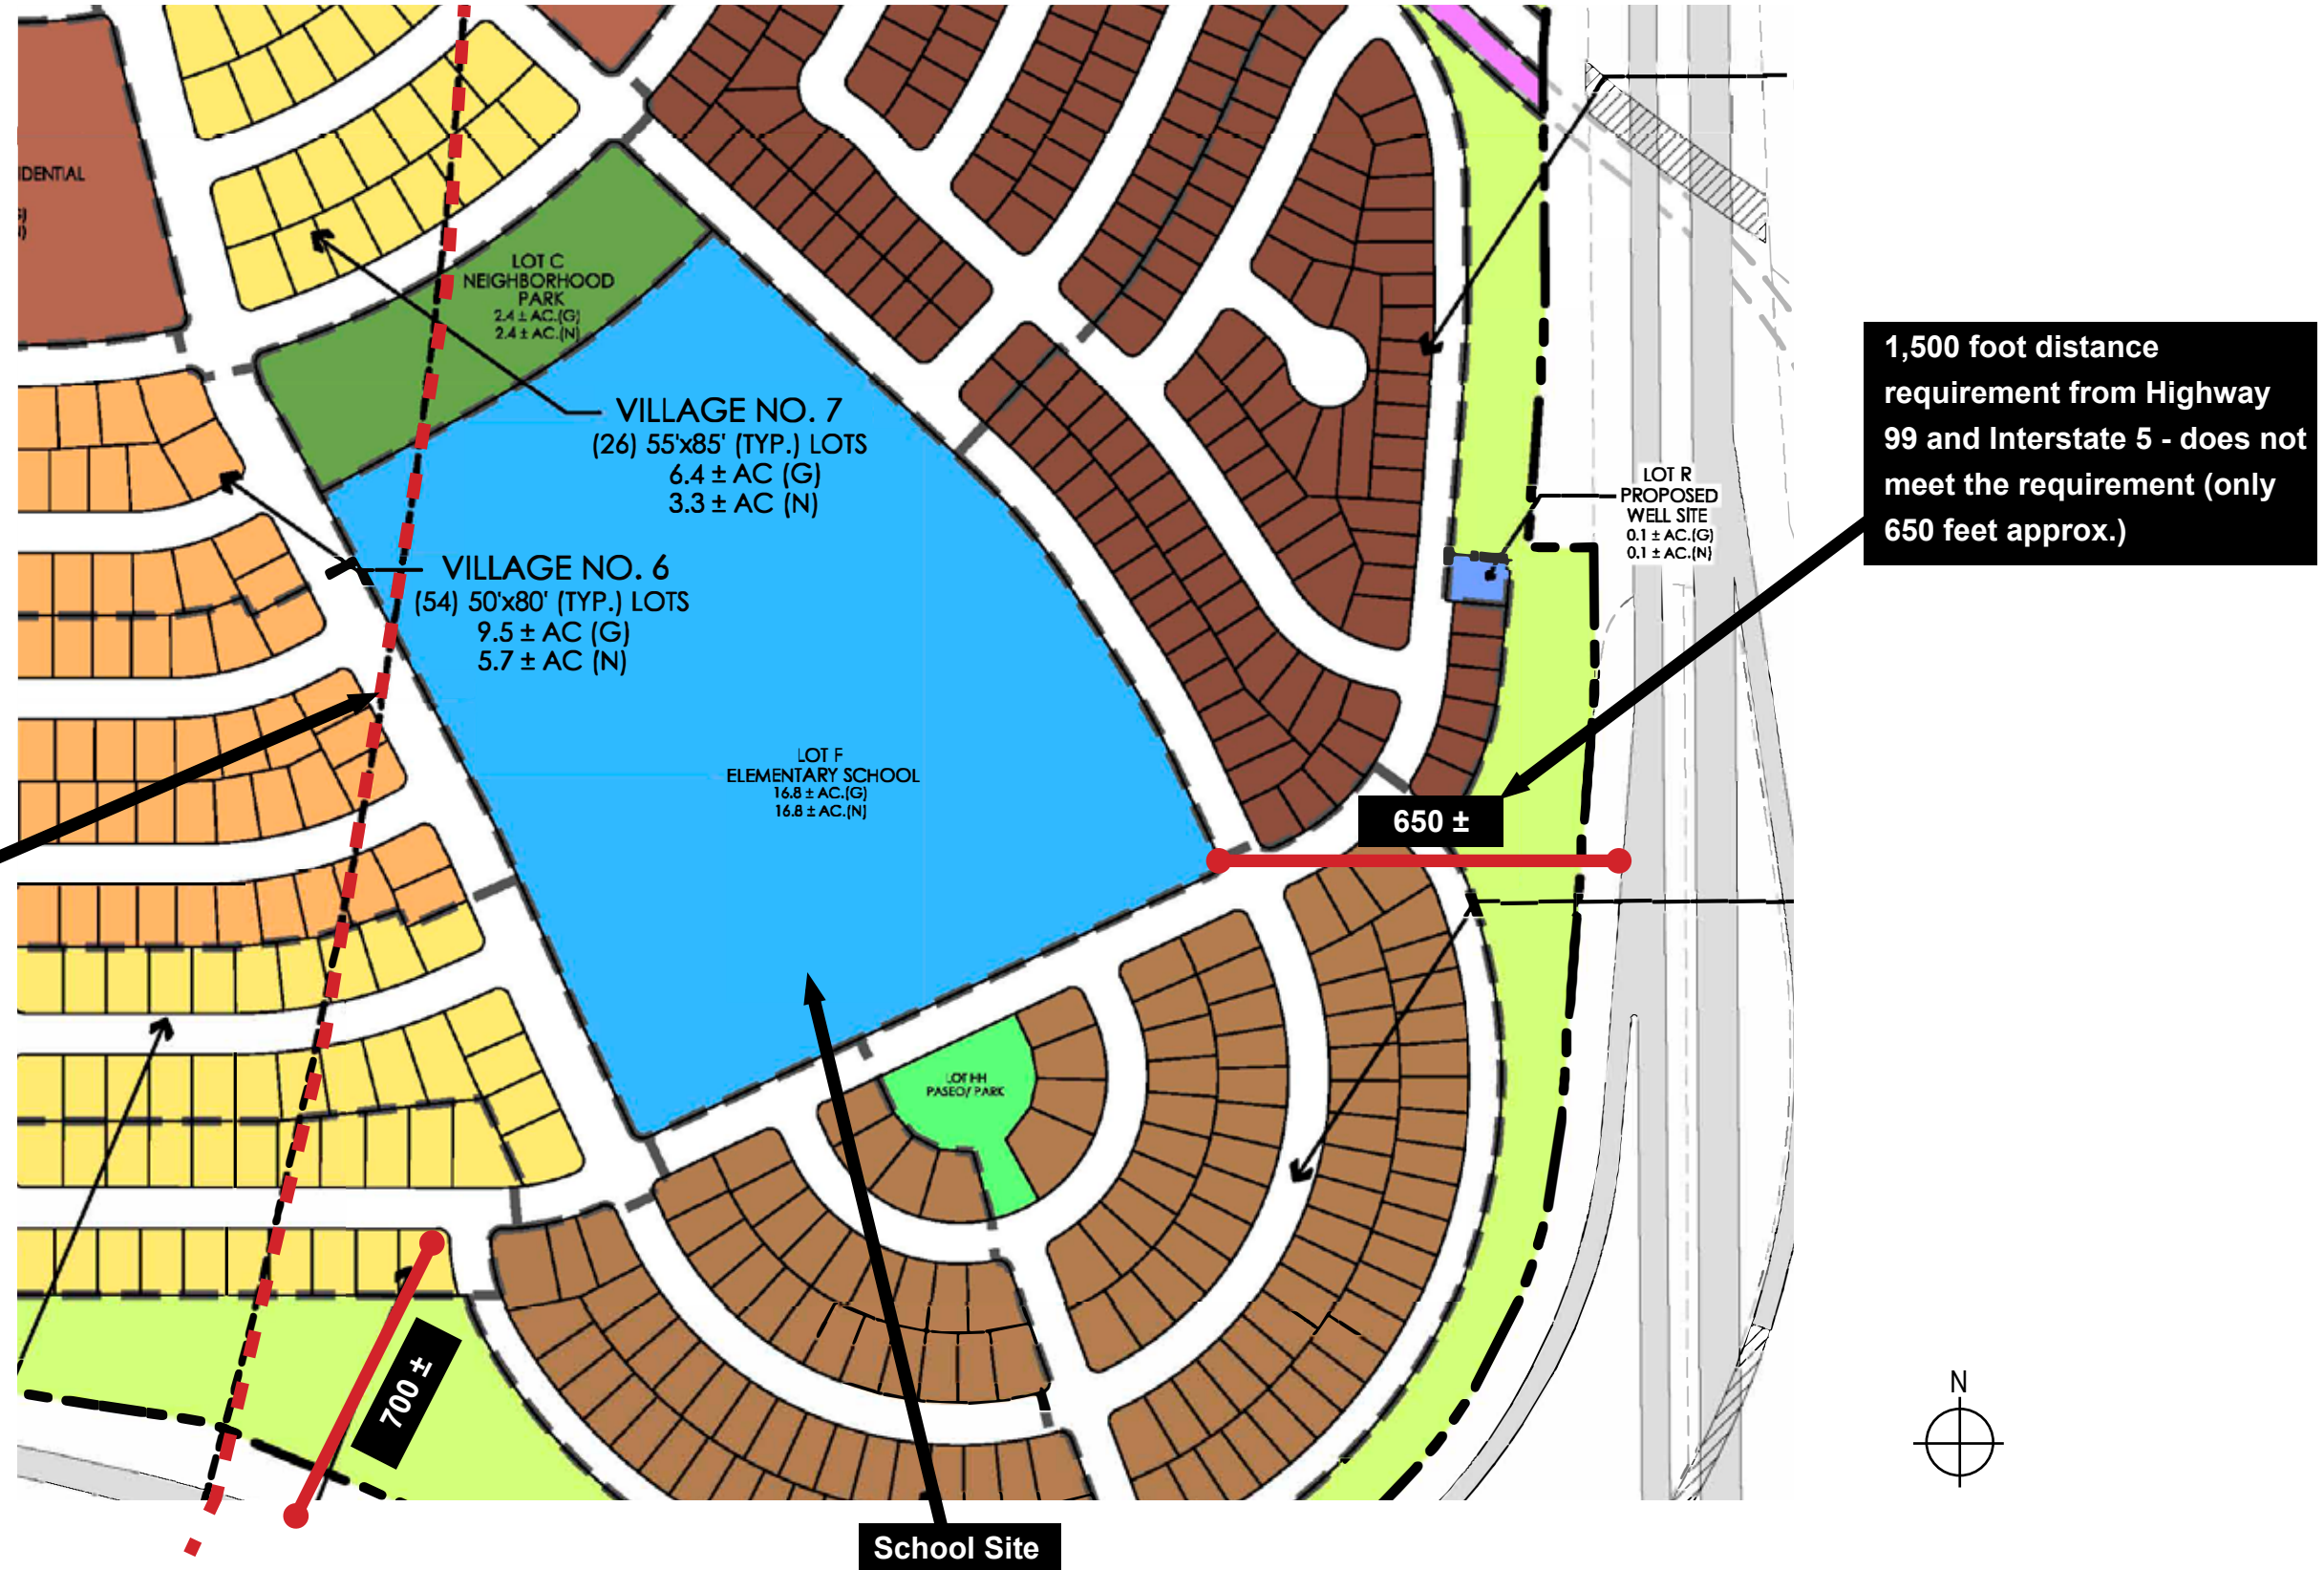 IDENTIAL
LOT C
NEIGHBORHOOD
PARK
2.4 ± AC.(G)
2.4 ± AC.(N)
VILLAGE NO. 7
(26) 55'x85' (TYP.) LOTS
6.4 ± AC (G)
3.3 ± AC (N)
VILLAGE NO. 6
(54) 50'x80' (TYP.) LOTS
9.5 ± AC (G)
5.7 ± AC (N)
LOT F
ELEMENTARY SCHOOL
16.8 ± AC.(G)
16.8 ± AC.(N)
LOT R
PROPOSED
WELL SITE
0.1 ± AC.(G)
0.1 ± AC.(N)
1,500 foot distance
requirement from Highway
99 and Interstate 5 - does not
meet the requirement (only
650 feet approx.)
650 ±
LOT HH
PASEO/ PARK
700 ±
N
School Site